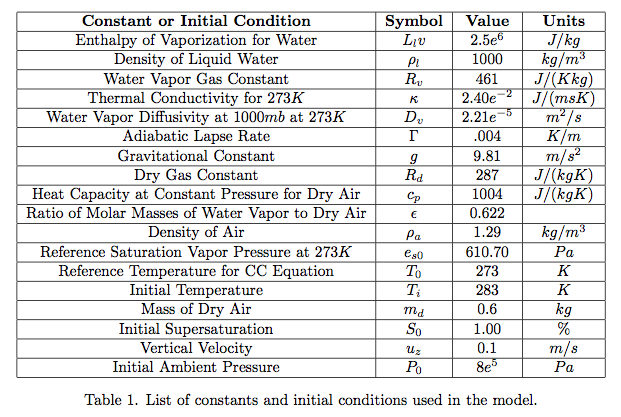 Constant or Initial Condition Symbol Value Units
Enthalpy of Vaporization for Water L_l v 2.5e^6 J/kg
Density of Liquid Water ρ_l 1000 kg/m^3
Water Vapor Gas Constant R_v 461 J/(Kkg)
Thermal Conductivity for 273K κ 2.40e^−2 J/(msK)
Water Vapor Diffusivity at 1000mb at 273K D_v 2.21e^−5 m^2/s
Adiabatic Lapse Rate Γ .004 K/m
Gravitational Constant g 9.81 m/s^2
Dry Gas Constant R_d 287 J/(kgK)
Heat Capacity at Constant Pressure for Dry Air c_p 1004 J/(kgK)
Ratio of Molar Masses of Water Vapor to Dry Air ϵ 0.622
Density of Air ρ_a 1.29 kg/m^3
Reference Saturation Vapor Pressure at 273K e_s0 610.70 Pa
Reference Temperature for CC Equation T_0 273 K
Initial Temperature T_i 283 K
Mass of Dry Air m_d 0.6 kg
Initial Supersaturation S_0 1.00 %
Vertical Velocity u_z 0.1 m/s
Initial Ambient Pressure P_0 8e^5 Pa
Table 1. List of constants and initial conditions used in the model.